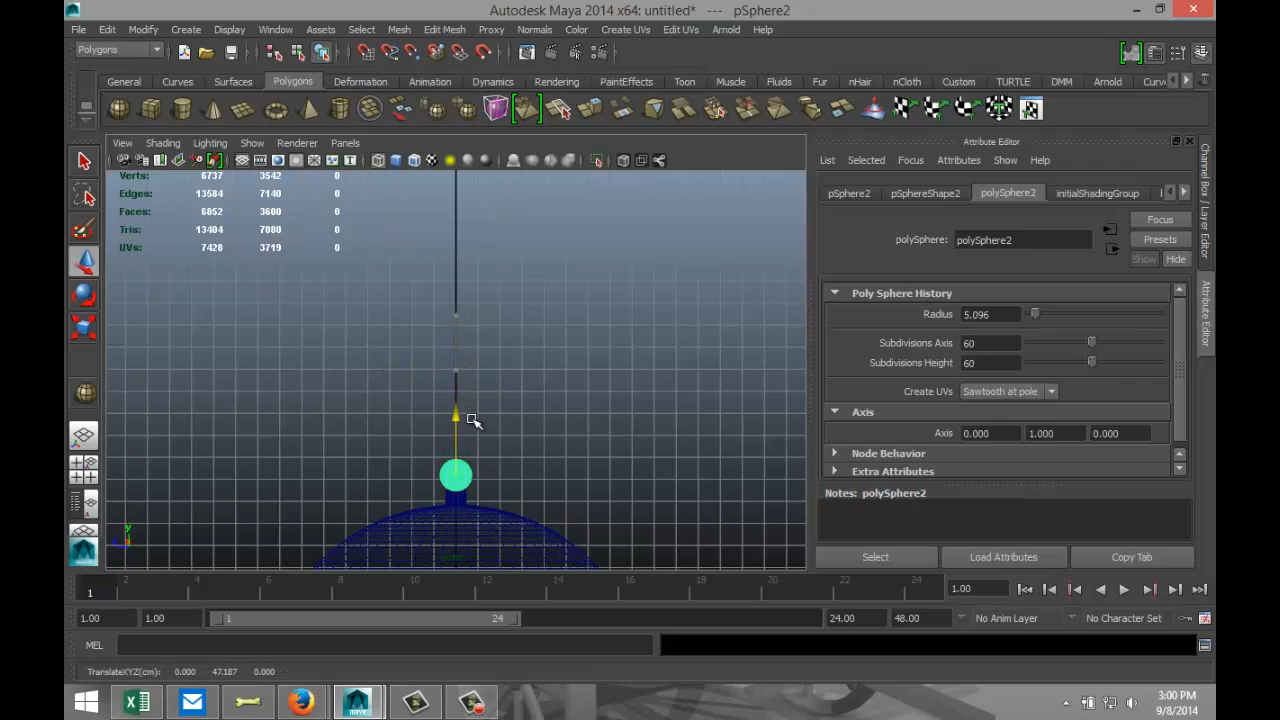 Autodesk Maya 2014 x64: untitled* --- pSphere2
File Edit Modify Create Display Window Assets Select Mesh Edit Mesh Proxy Normals Color Create UVs Edit UVs Arnold Help
Polygons
General Curves Surfaces Polygons Deformation Animation Dynamics Rendering PaintEffects Toon Muscle Fluids Fur nHair nCloth Custom TURTLE DMM Arnold Curv
View Shading Lighting Show Renderer Panels
Verts: 6737 3542 0
Edges: 13584 7140 0
Faces: 6852 3600 0
Tris: 13404 7080 0
UVs: 7428 3719 0
y
Attribute Editor
List Selected Focus Attributes Show Help
pSphere2 pSphereShape2 polySphere2 initialShadingGroup
Focus
polySphere: polySphere2 Presets
Show Hide
Poly Sphere History
Radius 5.096
Subdivisions Axis 60
Subdivisions Height 60
Create UVs Sawtooth at pole
Axis
Axis 0.000 1.000 0.000
Node Behavior
Extra Attributes
Notes: polySphere2
Select Load Attributes Copy Tab
Channel Box / Layer Editor
Attribute Editor
2 4 6 8 10 12 14 16 18 20 22 24
1 1.00
1.00 1.00 1 24 24.00 48.00 No Anim Layer No Character Set
MEL
TranslateXYZ(cm): 0.000 47.187 0.000
MAYA
3:00 PM
9/8/2014